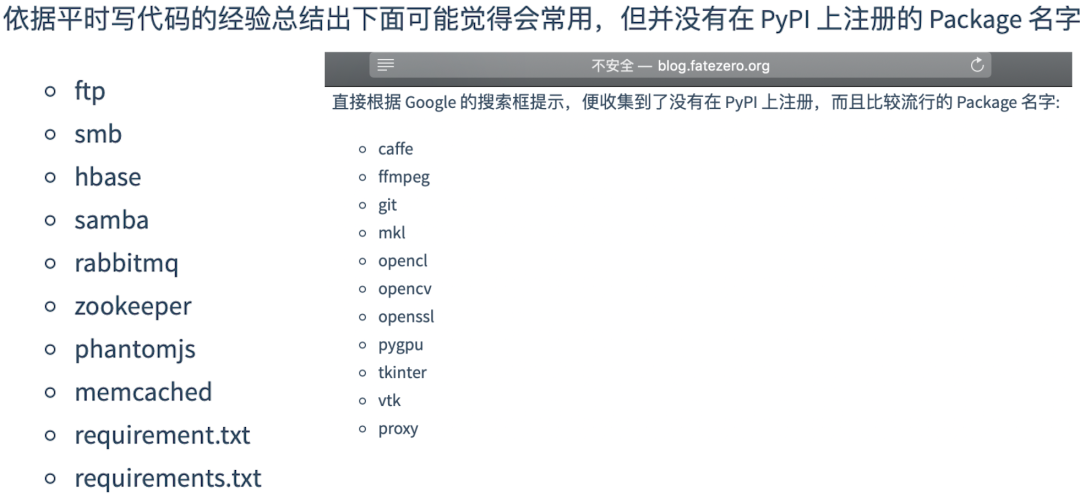 依据平时写代码的经验总结出下面可能觉得会常用，但并没有在 PyPI 上注册的 Package 名字
ftp
smb
hbase
samba
rabbitmq
zookeeper
phantomjs
memcached
requirement.txt
requirements.txt
不安全 — blog.fatezero.org
直接根据 Google 的搜索框提示，便收集到了没有在 PyPI 上注册，而且比较流行的 Package 名字:
caffe
ffmpeg
git
mkl
opencl
opencv
openssl
pygpu
tkinter
vtk
proxy